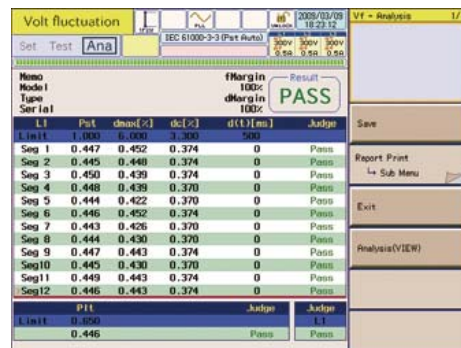 Volt fluctuation
UNLOCK
2009/03/09
18:23:12
Vf - Analysis 1/
Set Test Ana
IEC 61000-3-3 (Pst Auto)
300V 300V 300V
0.5A 0.5A 0.5A
Memo
Model
Type
Serial
fMargin
100%
dMargin
100%
Result
PASS
L1 Pst dmax[%] dc[%] d(t)[ms] Judge
Limit 1.000 6.000 3.300 500
Seg 1 0.447 0.452 0.374 0 Pass
Seg 2 0.445 0.448 0.374 0 Pass
Seg 3 0.450 0.439 0.374 0 Pass
Seg 4 0.448 0.439 0.370 0 Pass
Seg 5 0.444 0.422 0.370 0 Pass
Seg 6 0.446 0.452 0.374 0 Pass
Seg 7 0.443 0.426 0.370 0 Pass
Seg 8 0.444 0.430 0.370 0 Pass
Seg 9 0.447 0.443 0.374 0 Pass
Seg10 0.445 0.430 0.370 0 Pass
Seg11 0.449 0.443 0.374 0 Pass
Seg12 0.446 0.443 0.374 0 Pass
Plt Judge Judge
Limit 0.650 L1
0.446 Pass Pass
Save
Report Print
Sub Menu
Exit
Analysis(VIEW)